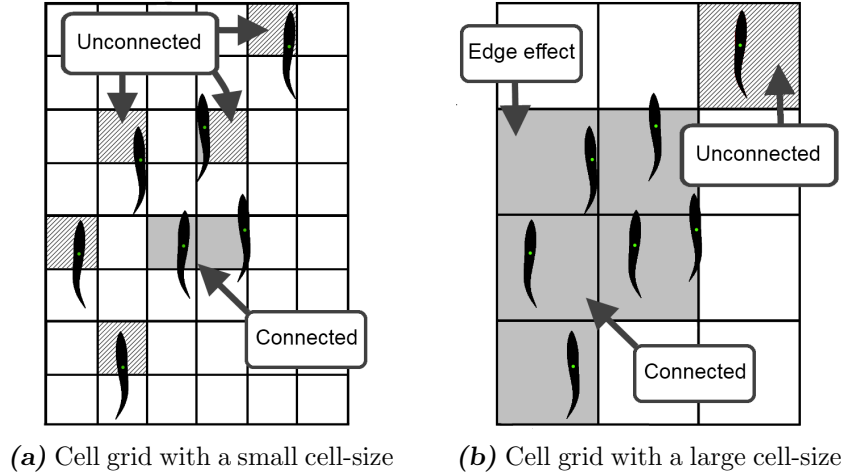 Unconnected
Connected
(a) Cell grid with a small cell-size
Edge effect
Unconnected
Connected
(b) Cell grid with a large cell-size